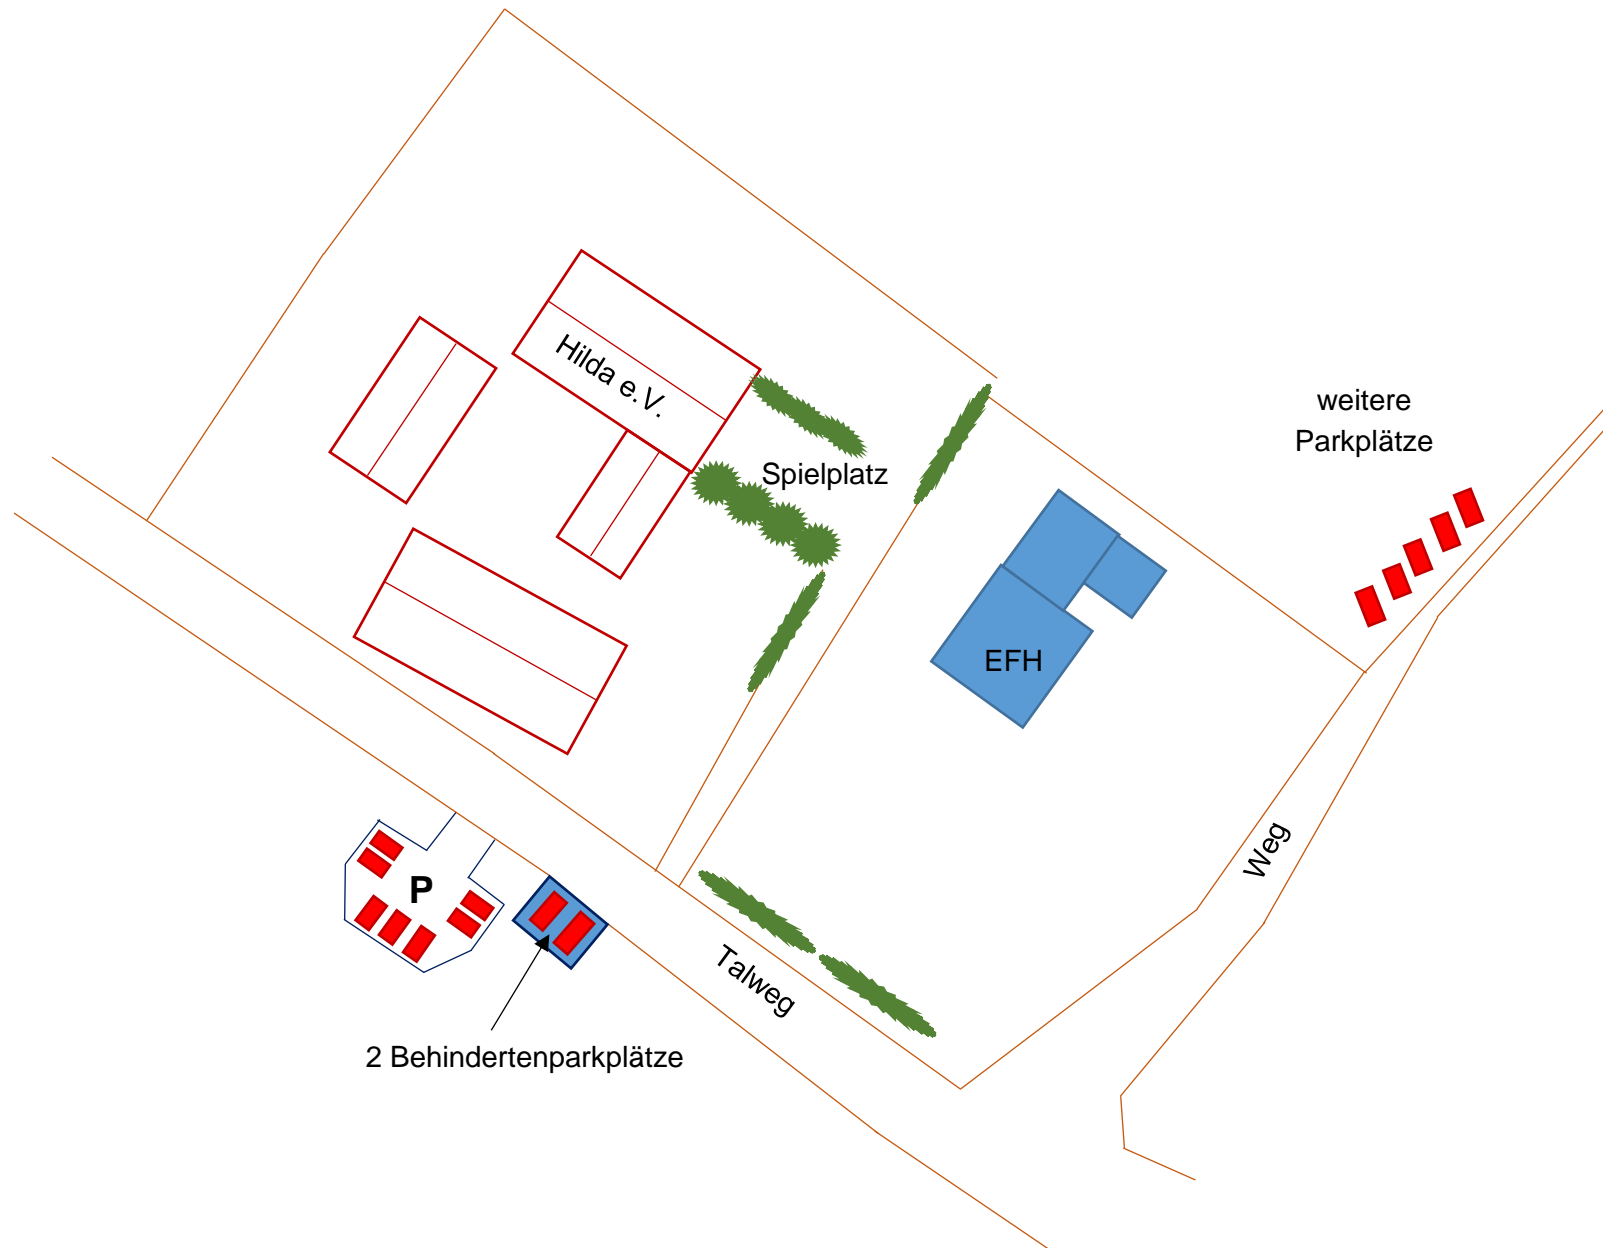 Hilda e.V.
weitere
Parkplätze
Spielplatz
EFH
Weg
P
Talweg
2 Behindertenparkplätze